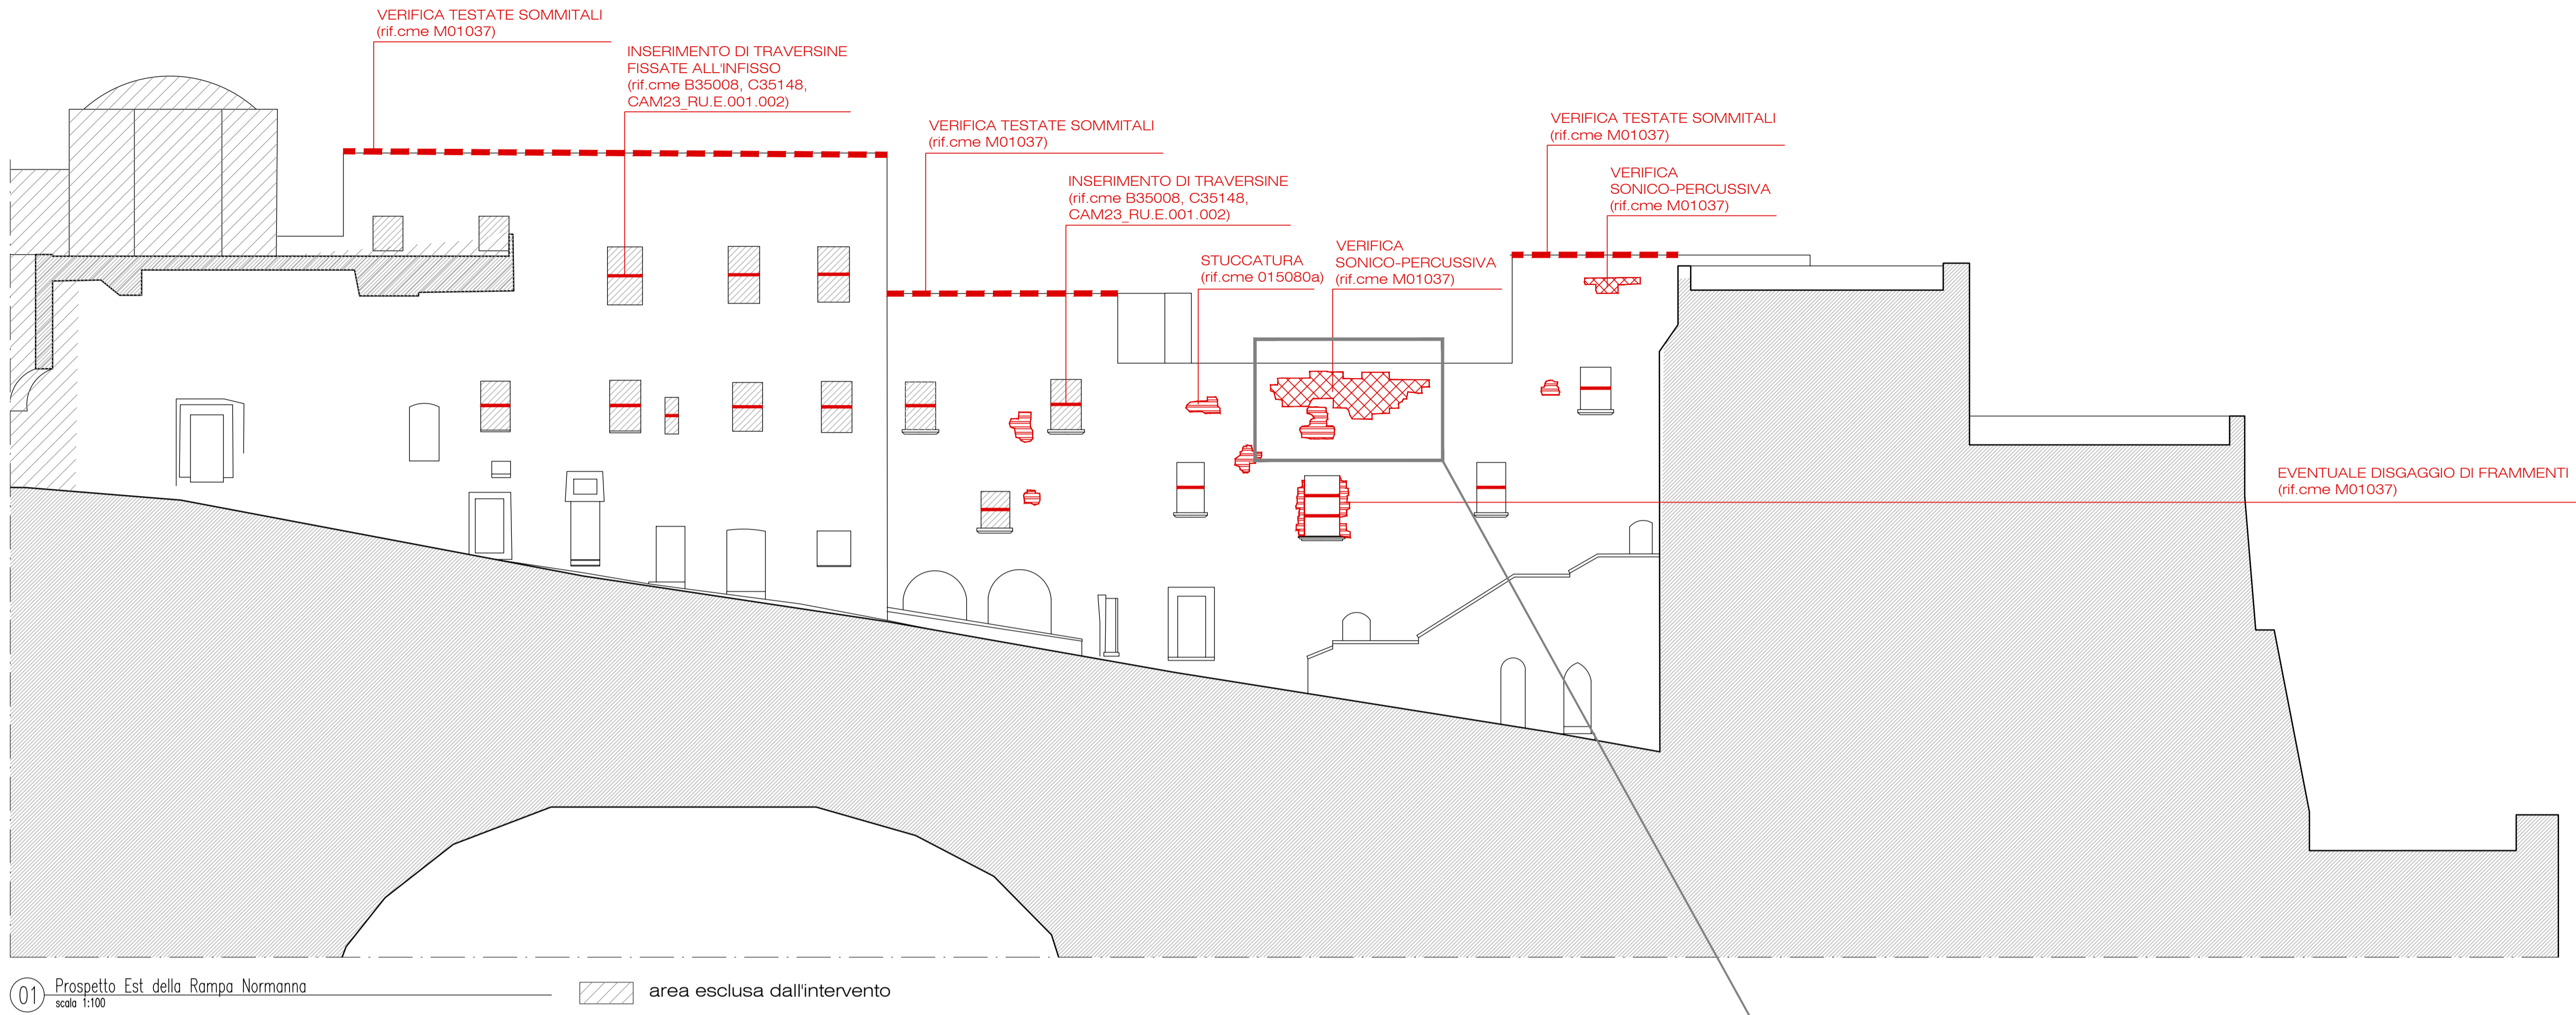 VERIFICA TESTATE SOMMITALI
(rif.cme M01037)
INSERIMENTO DI TRAVERSINE
FISSATE ALL'INFISSO
(rif.cme B35008, C35148,
CAM23_RU.E.001.002)
VERIFICA TESTATE SOMMITALI
(rif.cme M01037)
INSERIMENTO DI TRAVERSINE
(rif.cme B35008, C35148,
CAM23_RU.E.001.002)
STUCCATURA
(rif.cme 015080a)
VERIFICA
SONICO-PERCUSSIVA
(rif.cme M01037)
VERIFICA TESTATE SOMMITALI
(rif.cme M01037)
VERIFICA
SONICO-PERCUSSIVA
(rif.cme M01037)
EVENTUALE DISGAGGIO DI FRAMMENTI
(rif.cme M01037)
01
Prospetto Est della Rampa Normanna
scala 1:100
area esclusa dall'intervento